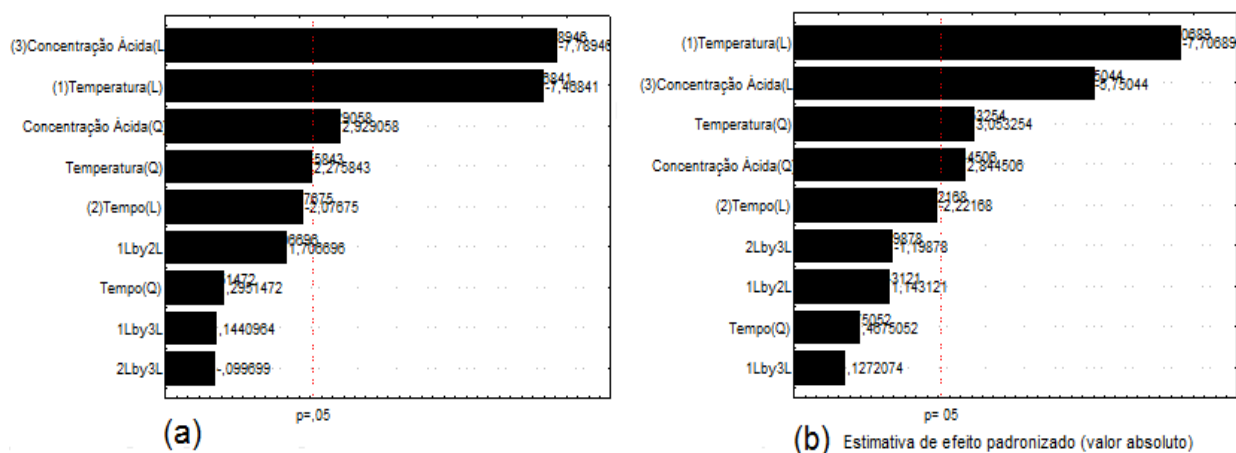 (3)Concentração Ácida(L
-7,78946
(1)Temperatura(L)
-7,46841
Concentração Ácida(Q
2,929058
Temperatura(Q)
2,275843
(2)Tempo(L)
-2,07675
1Lby2L
1,706696
Tempo(Q)
,2951472
1Lby3L
,1440964
2Lby3L
-,099699
p=,05
(a)
(1)Temperatura(L)
-7,70689
(3)Concentração Ácida(L
-5,75044
Temperatura(Q)
3,053254
Concentração Ácida(Q
2,844506
(2)Tempo(L)
-2,22168
2Lby3L
-1,19878
1Lby2L
1,143121
Tempo(Q)
,4675052
1Lby3L
,1272074
p= 05
(b) Estimativa de efeito padronizado (valor absoluto)